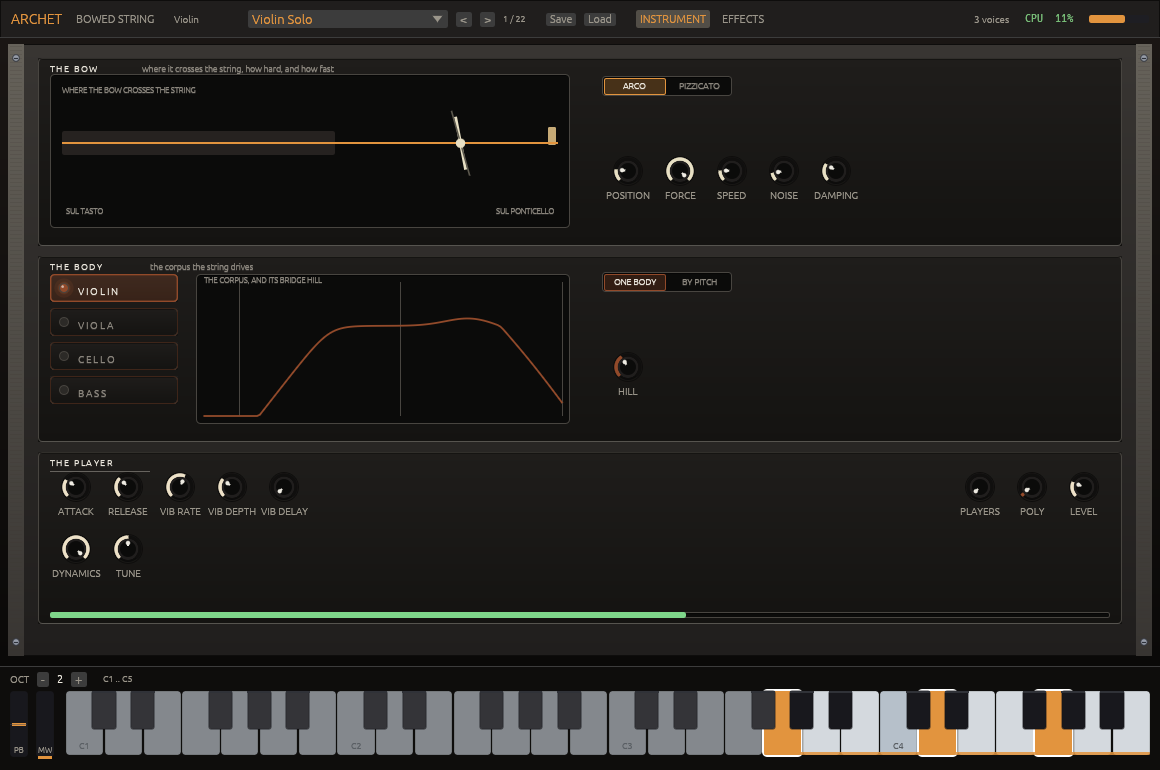 ARCHET BOWED STRING Violin Violin Solo < > 1 / 22 Save Load INSTRUMENT EFFECTS 3 voices CPU 11%
THE BOW where it crosses the string, how hard, and how fast
WHERE THE BOW CROSSES THE STRING
ARCO PIZZICATO
POSITION FORCE SPEED NOISE DAMPING
SUL TASTO SUL PONTICELLO
THE BODY the corpus the string drives
THE CORPUS, AND ITS BRIDGE HILL
ONE BODY BY PITCH
VIOLIN
VIOLA
CELLO
BASS
HILL
THE PLAYER
ATTACK RELEASE VIB RATE VIB DEPTH VIB DELAY PLAYERS POLY LEVEL
DYNAMICS TUNE
OCT - 2 + C1 .. C5
PB MW C1 C2 C3 C4